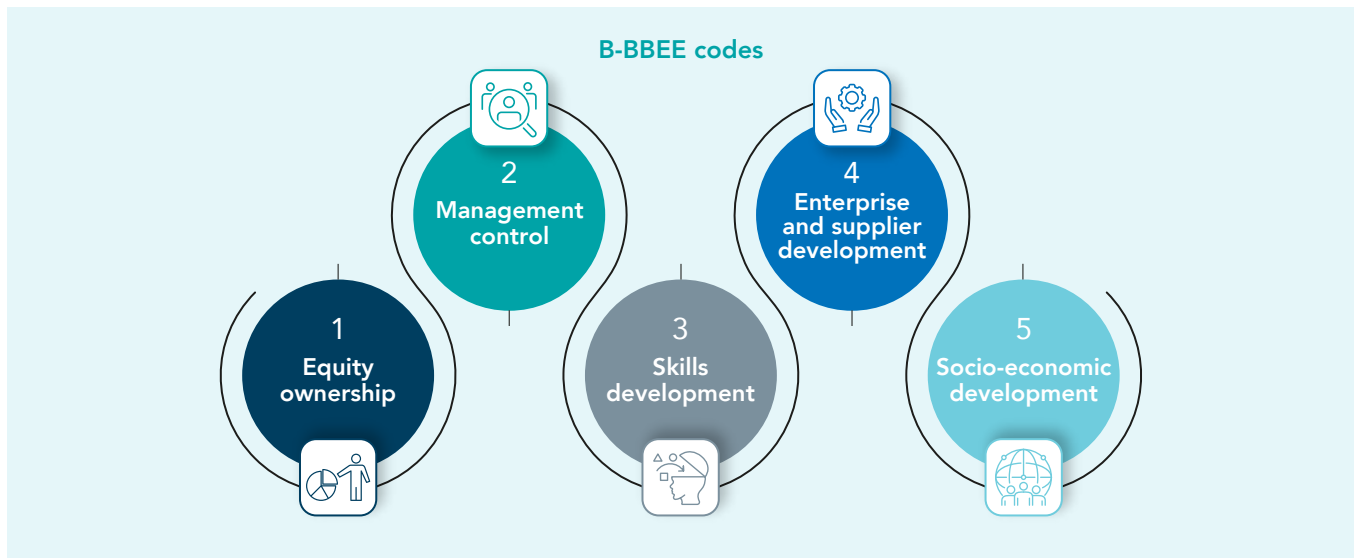 B-BBEE codes
1
Equity
ownership
2
Management
control
3
Skills
development
4
Enterprise
and supplier
development
5
Socio-economic
development